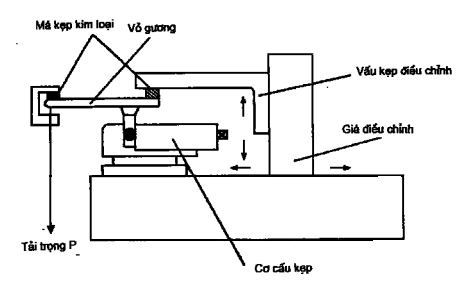 Má kẹp kim loại
Vỏ gương
Vấu kẹp điều chỉnh
Giá điều chỉnh
Tải trọng P
Cơ cấu kẹp